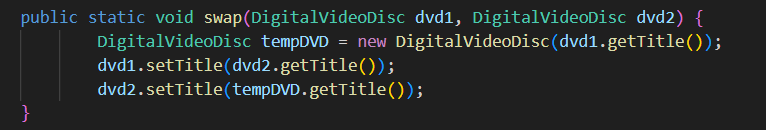 public static void swap(DigitalVideoDisc dvd1, DigitalVideoDisc dvd2) {
        DigitalVideoDisc tempDVD = new DigitalVideoDisc(dvd1.getTitle());
        dvd1.setTitle(dvd2.getTitle());
        dvd2.setTitle(tempDVD.getTitle());
}